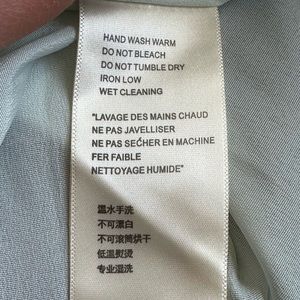 HAND WASH WARM
DO NOT BLEACH
DO NOT TUMBLE DRY
IRON LOW
WET CLEANING
"LAVAGE DES MAINS CHAUD
NE PAS JAVELLISER
NE PAS SEĆHER EN MACHINE
FER FAIBLE
NETTOYAGE HUMIDE"
温水手洗
不可漂白
不可滚筒烘干
低温熨烫
专业湿洗